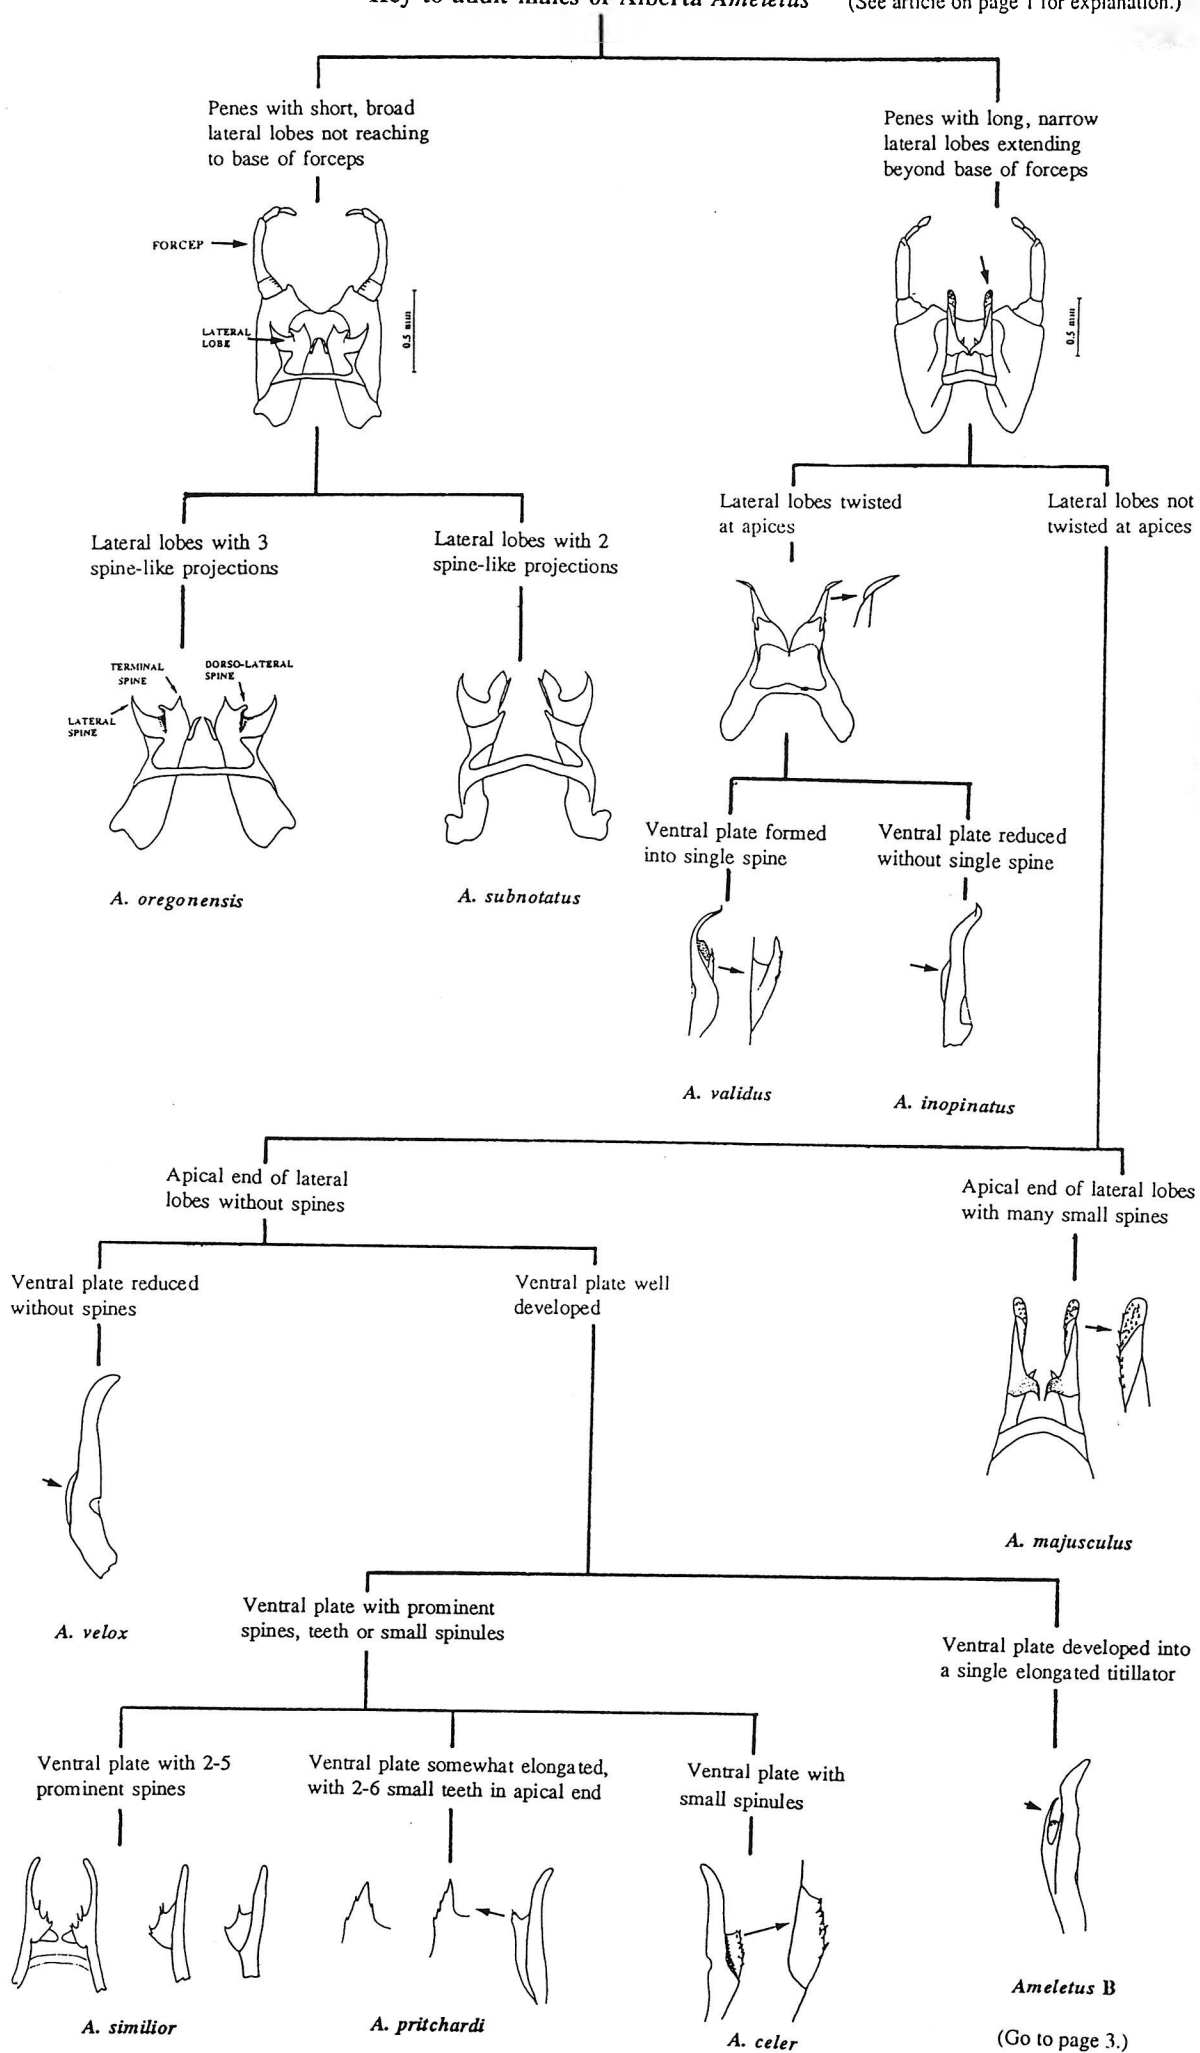 Key to adult males of Alberta Ameletus (See article on page 1 for explanation.)
Penes with short, broad
lateral lobes not reaching
to base of forceps
Penes with long, narrow
lateral lobes extending
beyond base of forceps
FORCEP
LATERAL
LOBE
0.5 mm
0.5 mm
Lateral lobes with 3
spine-like projections
Lateral lobes with 2
spine-like projections
Lateral lobes twisted
at apices
Lateral lobes not
twisted at apices
TERMINAL
SPINE
DORSO-LATERAL
SPINE
LATERAL
SPINE
A. oregonensis
A. subnotatus
Ventral plate formed
into single spine
Ventral plate reduced
without single spine
A. validus
A. inopinatus
Apical end of lateral
lobes without spines
Apical end of lateral lobes
with many small spines
Ventral plate reduced
without spines
Ventral plate well
developed
A. majusculus
A. velox
Ventral plate with prominent
spines, teeth or small spinules
Ventral plate developed into
a single elongated titillator
Ventral plate with 2-5
prominent spines
Ventral plate somewhat elongated,
with 2-6 small teeth in apical end
Ventral plate with
small spinules
A. similior
A. pritchardi
A. celer
Ameletus B
(Go to page 3.)